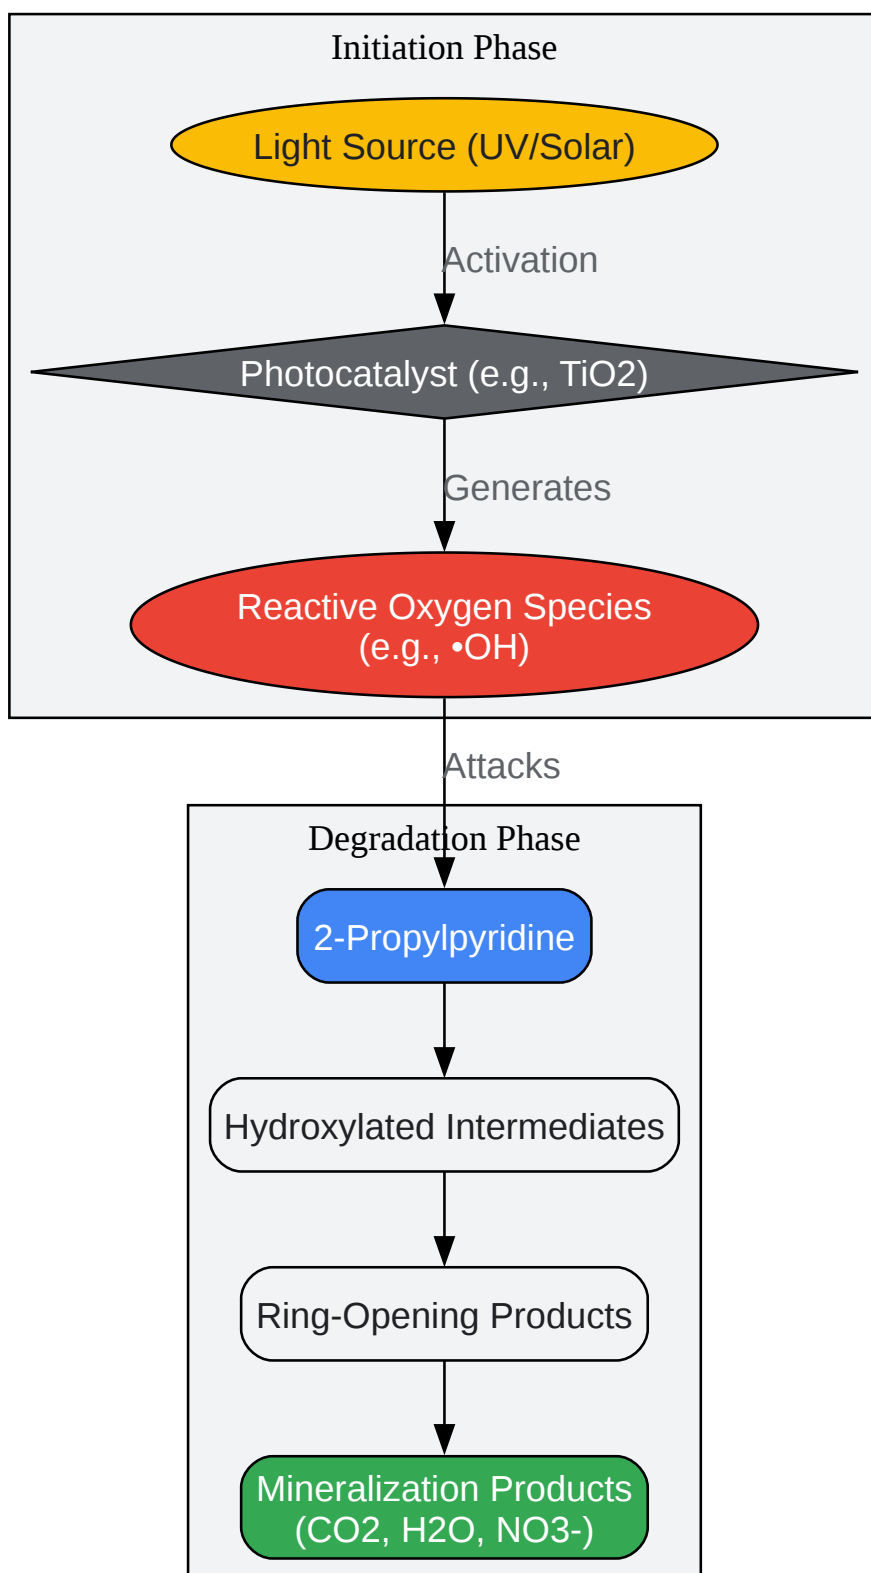 Initiation Phase
Light Source (UV/Solar)
Activation
Photocatalyst (e.g., TiO2)
Generates
Reactive Oxygen Species
(e.g., •OH)
Attacks
Degradation Phase
2-Propylpyridine
Hydroxylated Intermediates
Ring-Opening Products
Mineralization Products
(CO2, H2O, NO3-)